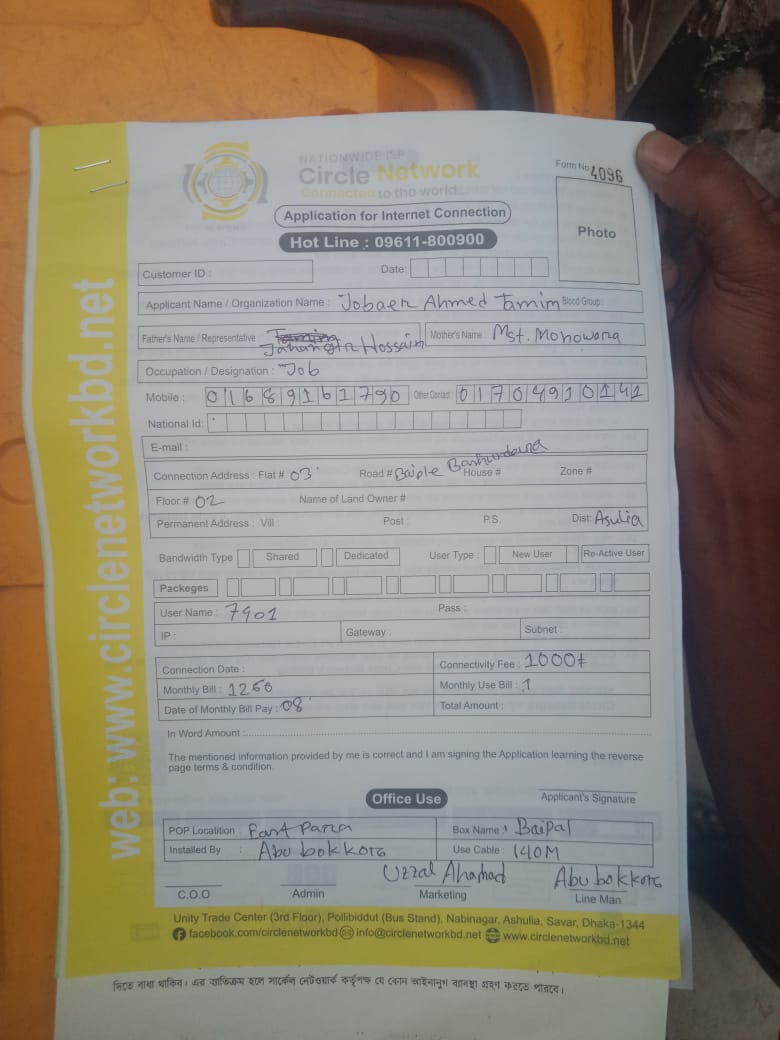 web: www.circlenetworkbd.net
NATIONWIDE ISP
Circle Network
Connected to the world...
Form No 4096
Application for Internet Connection
Hot Line : 09611-800900
Photo
Customer ID :
Date:
Applicant Name / Organization Name : Jobaer Ahmed Tamim Blood Group :
Father's Name / Representative : Jahangir Hossain Mother's Name : Mst. Monowara
Occupation / Designation : Job
Mobile : 01689161790 Other Contact : 01704910141
National Id:
E-mail :
Connection Address : Flat # 03 Road # Baiple Bashundhara House # Zone #
Floor # 02 Name of Land Owner #
Permanent Address : Vill : Post : P.S. Dist: Asulia
Bandwidth Type Shared Dedicated User Type : New User Re-Active User
Packeges
User Name : 7901 Pass :
IP : Gateway : Subnet :
Connection Date : Connectivity Fee : 1000৳
Monthly Bill : 1260 Monthly Use Bill :
Date of Monthly Bill Pay : 08 Total Amount :
In Word Amount :
The mentioned information provided by me is correct and I am signing the Application learning the reverse
page terms & condition.
Office Use
Applicant's Signature
POP Localtition : East Para Box Name : Baipal
Installed By : Abu bokkors Use Cable : 140M
Uzzal Ahamad Abu bokkors
C.O.O Admin Marketing Line Man
Unity Trade Center (3rd Floor), Pollibiddut (Bus Stand), Nabinagar, Ashulia, Savar, Dhaka-1344
facebook.com/circlenetworkbd info@circlenetworkbd.net www.circlenetworkbd.net
দিতে বাধ্য থাকিব। এর ব্যতিক্রম হলে সার্কেল নেটওয়ার্ক কর্তৃপক্ষ যে কোন আইনানুগ ব্যবস্থা গ্রহণ করতে পারবে।